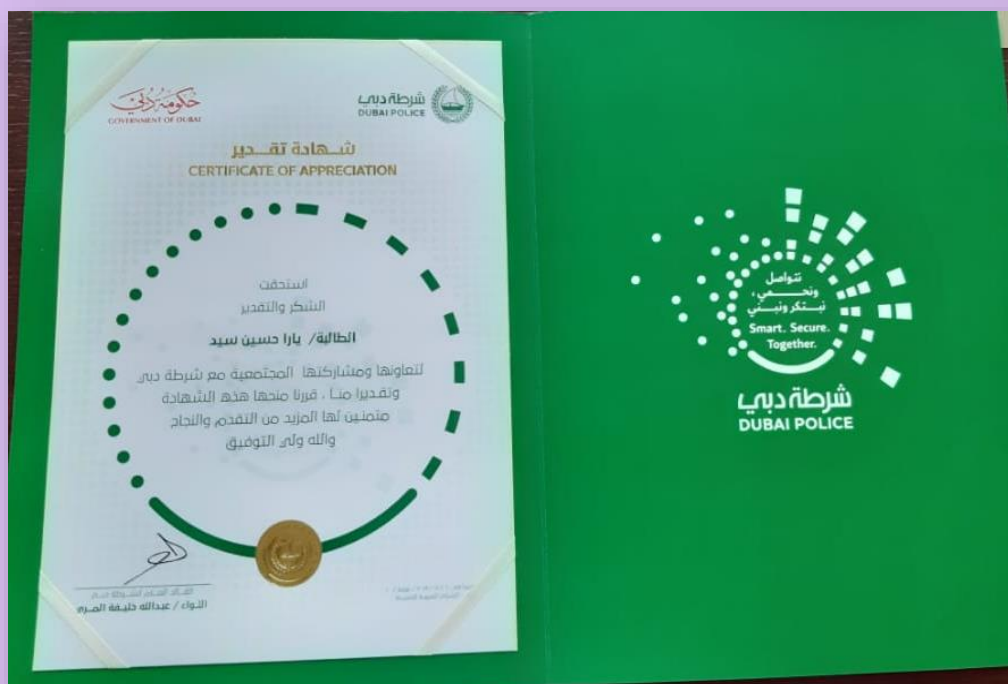 حكومة دبي
GOVERNMENT OF DUBAI
شرطة دبي
DUBAI POLICE
شهادة تقدير
CERTIFICATE OF APPRECIATION
استحقت
الشكر والتقدير
الطالبة/ يارا حسين سيد
لتعاونها ومشاركتها المجتمعية مع شرطة دبي
وتقديرا منا ، قررنا منحها هذه الشهادة
متمنين لها المزيد من التقدم والنجاح
والله ولي التوفيق
القائد العام لشرطة دبي
اللواء / عبدالله خليفة المري
نتواصل
ونحمي،
نبتكر ونبني
Smart. Secure.
Together.
شرطة دبي
DUBAI POLICE